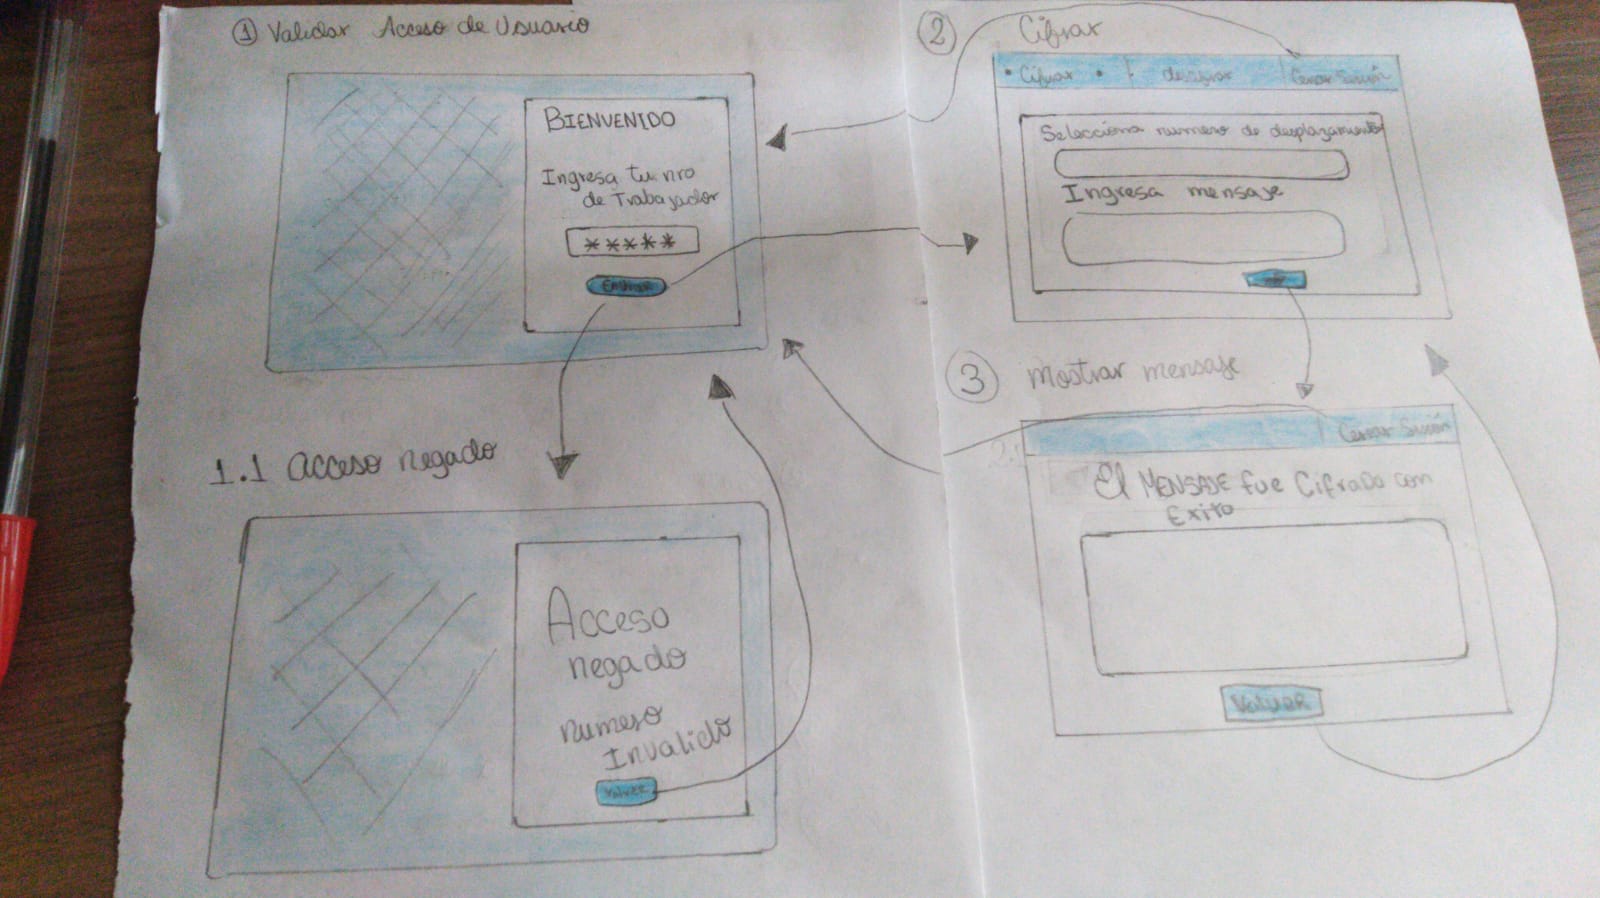 1 Validar Acceso de Usuario
BIENVENIDO
Ingresa tu nro
de Trabajador
*****
Enviar
1.1 Acceso negado
Acceso
negado
numero
Invalido
Volver
2 Cifrar
• Cifrar • descifrar Cerrar Sesión
Selecciona numero de desplazamiento
Ingresa mensaje
3 Mostrar mensaje
Cerrar Sesión
El MENSAJE fue Cifrado con
Exito
Volver